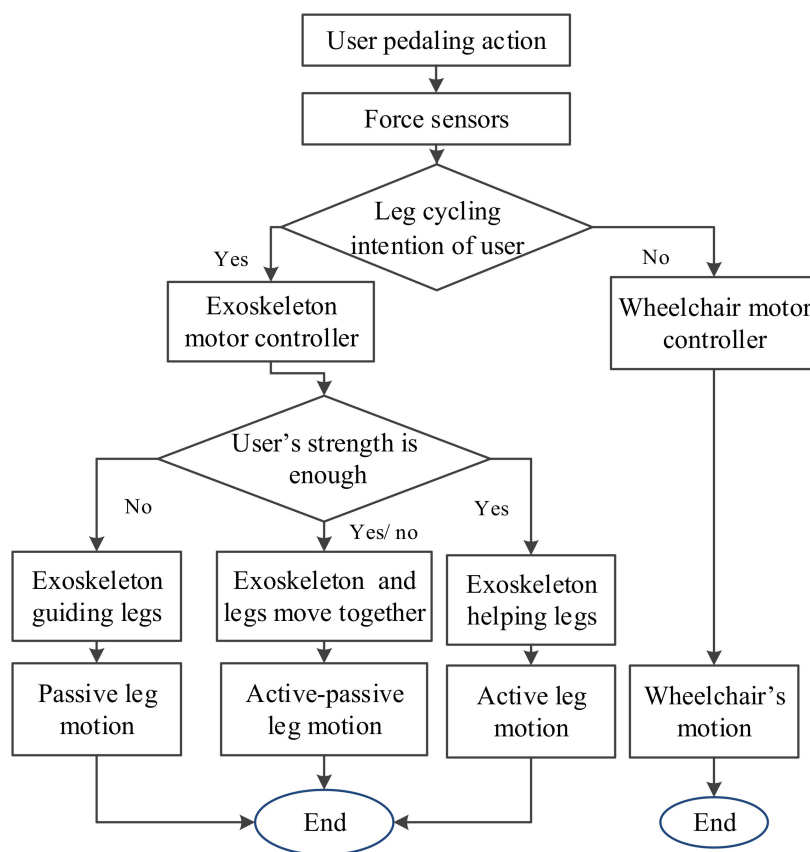 User pedaling action
Force sensors
Leg cycling
intention of user
Yes
No
Exoskeleton
motor controller
Wheelchair motor
controller
User's strength is
enough
No
Yes/ no
Yes
Exoskeleton
guiding legs
Exoskeleton and
legs move together
Exoskeleton
helping legs
Passive leg
motion
Active-passive
leg motion
Active leg
motion
Wheelchair's
motion
End
End